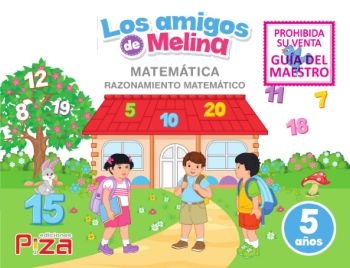 Los amigos
de Melina
MATEMÁTICA
RAZONAMIENTO MATEMÁTICO
PROHIBIDA
SU VENTA
GUÍA DEL
MAESTRO
12
8
19
5
10
20
11
7
18
15
ediciones
Piza
5
años